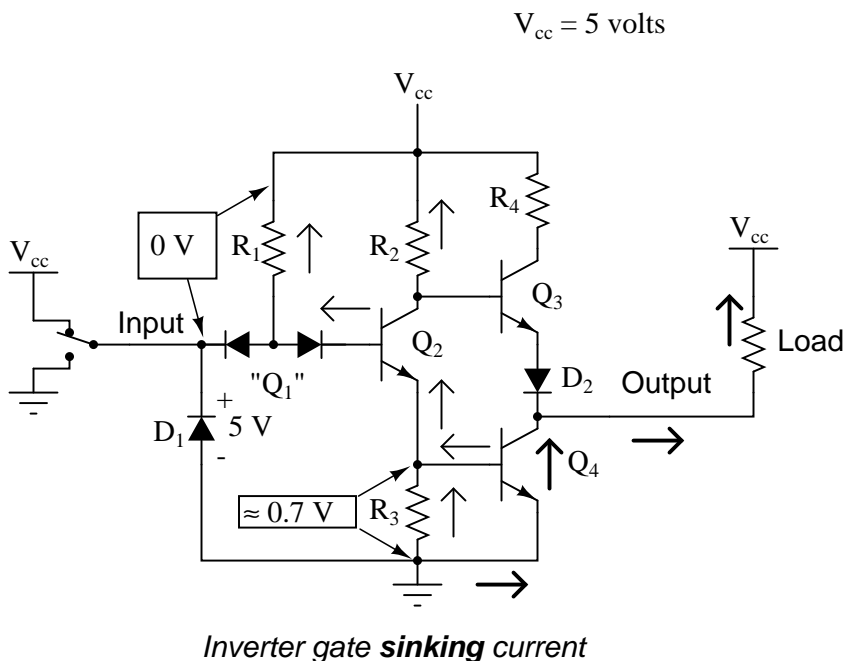 V_cc = 5 volts
V_cc
R_4
0 V
R_1
R_2
V_cc
V_cc
Q_3
Input
Q_2
Load
"Q_1"
D_2
Output
+
D_1
5 V
-
Q_4
≈ 0.7 V
R_3
Inverter gate sinking current